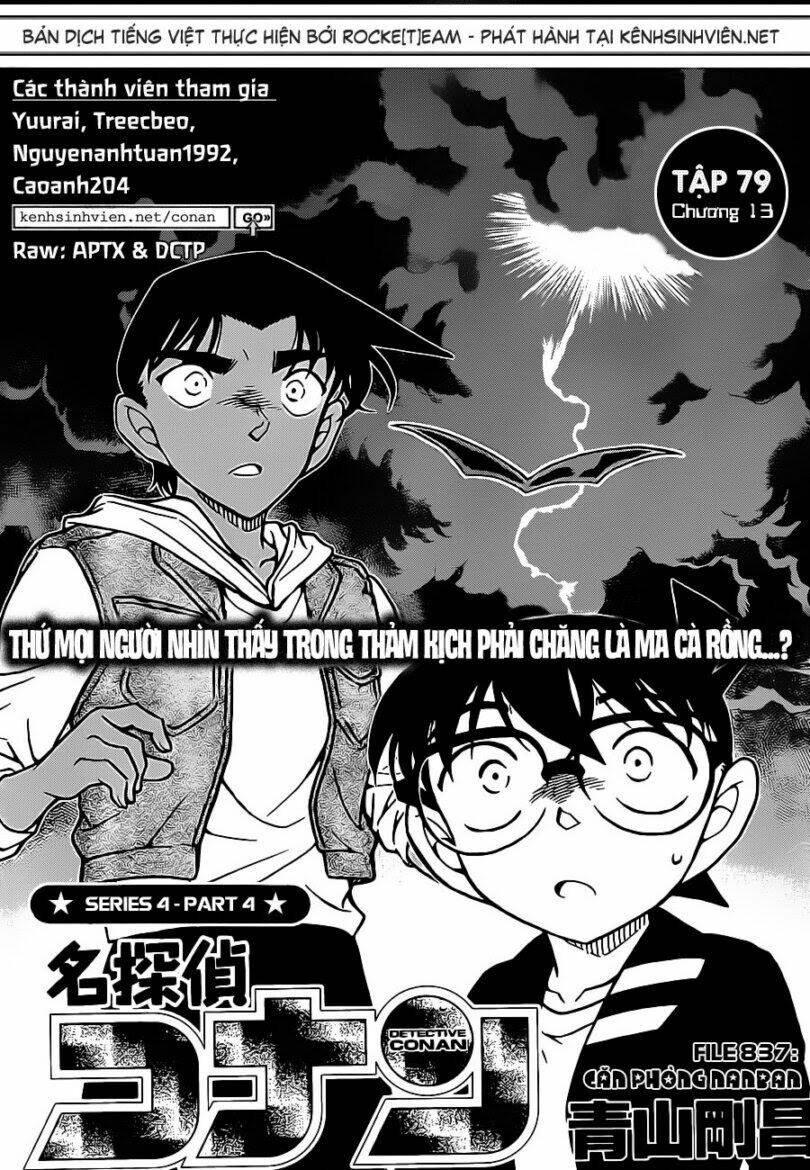 BẢN DỊCH TIẾNG VIỆT THỰC HIỆN BỞI ROCKE[T]EAM - PHÁT HÀNH TẠI KÊNHSINHVIÊN.NET
Các thành viên tham gia
Yuurai, Treecbeo,
Nguyenanhtuan1992,
Caoanh204
kenhsinhvien.net/conan GO»
Raw: APTX & DCTP
TẬP 79
Chương 13
THỨ MỌI NGƯỜI NHÌN THẤY TRONG THẢM KỊCH PHẢI CHĂNG LÀ MA CÀ RỒNG...?
★ SERIES 4 - PART 4 ★
名探偵
コナン
DETECTIVE
CONAN
FILE 837:
CĂN PHÒNG NANBAN
青山剛昌